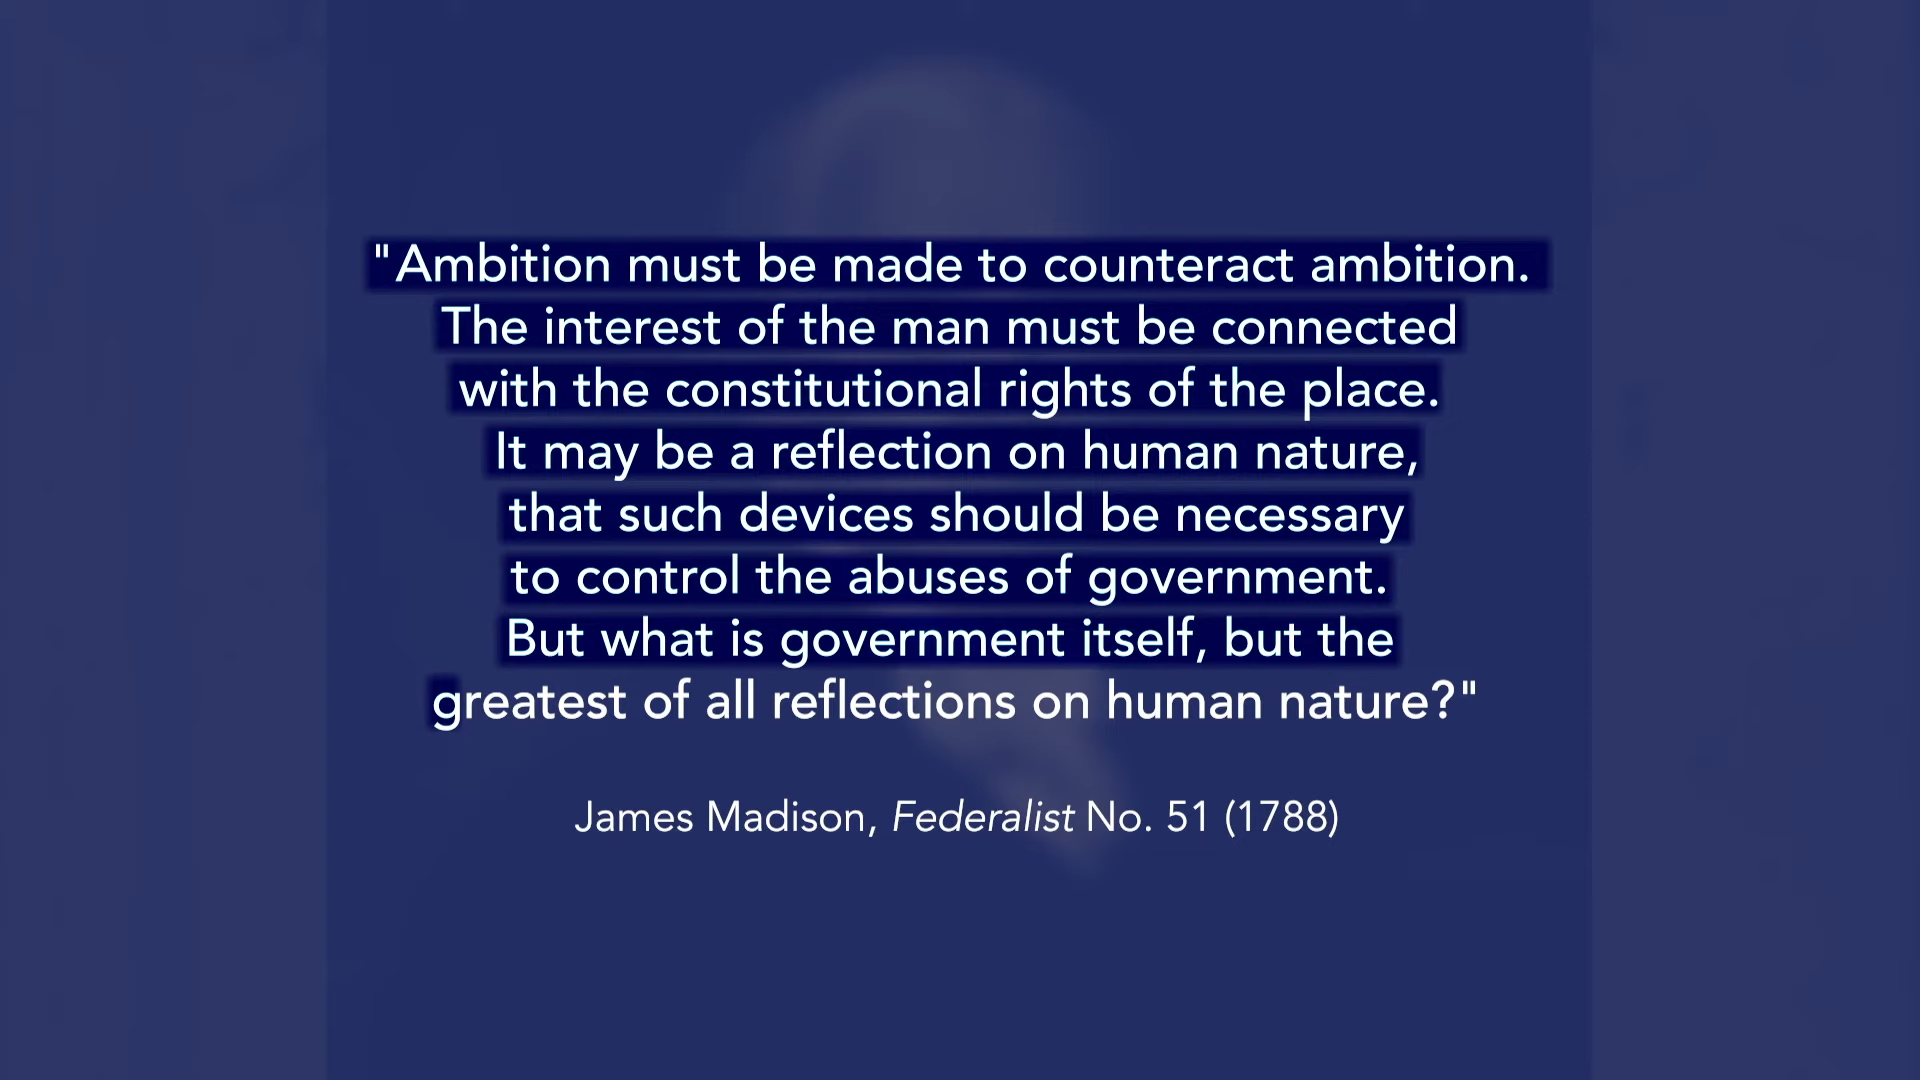 "Ambition must be made to counteract ambition.
The interest of the man must be connected
with the constitutional rights of the place.
It may be a reflection on human nature,
that such devices should be necessary
to control the abuses of government.
But what is government itself, but the
greatest of all reflections on human nature?"
James Madison, Federalist No. 51 (1788)